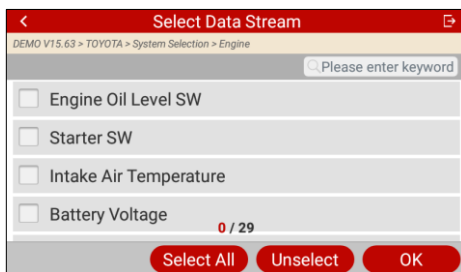 Select Data Stream
DEMO V15.63 > TOYOTA > System Selection > Engine
Please enter keyword
Engine Oil Level SW
Starter SW
Intake Air Temperature
Battery Voltage
0 / 29
Select All Unselect OK